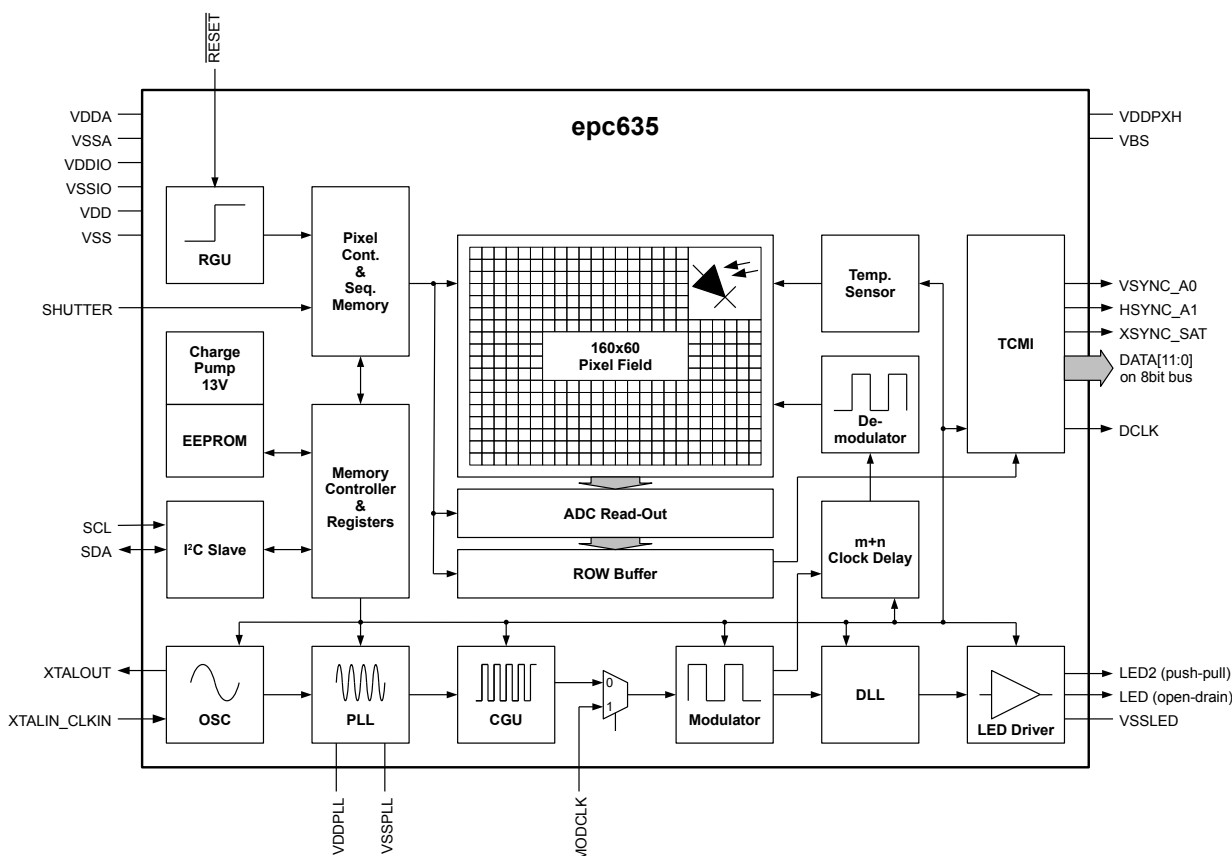 RESET
epc635
VDDA
VSSA
VDDIO
VSSIO
VDD
VSS
VDDPXH
VBS
RGU
Pixel
Cont.
&
Seq.
Memory
SHUTTER
160x60
Pixel Field
Temp.
Sensor
TCMI
VSYNC_A0
HSYNC_A1
XSYNC_SAT
DATA[11:0]
on 8bit bus
DCLK
Charge
Pump
13V
EEPROM
De-
modulator
Memory
Controller
&
Registers
ADC Read-Out
ROW Buffer
m+n
Clock Delay
SCL
SDA
I²C Slave
XTALOUT
XTALIN_CLKIN
OSC
PLL
CGU
0
1
Modulator
DLL
LED Driver
LED2 (push-pull)
LED (open-drain)
VSSLED
VDDPLL
VSSPLL
MODCLK